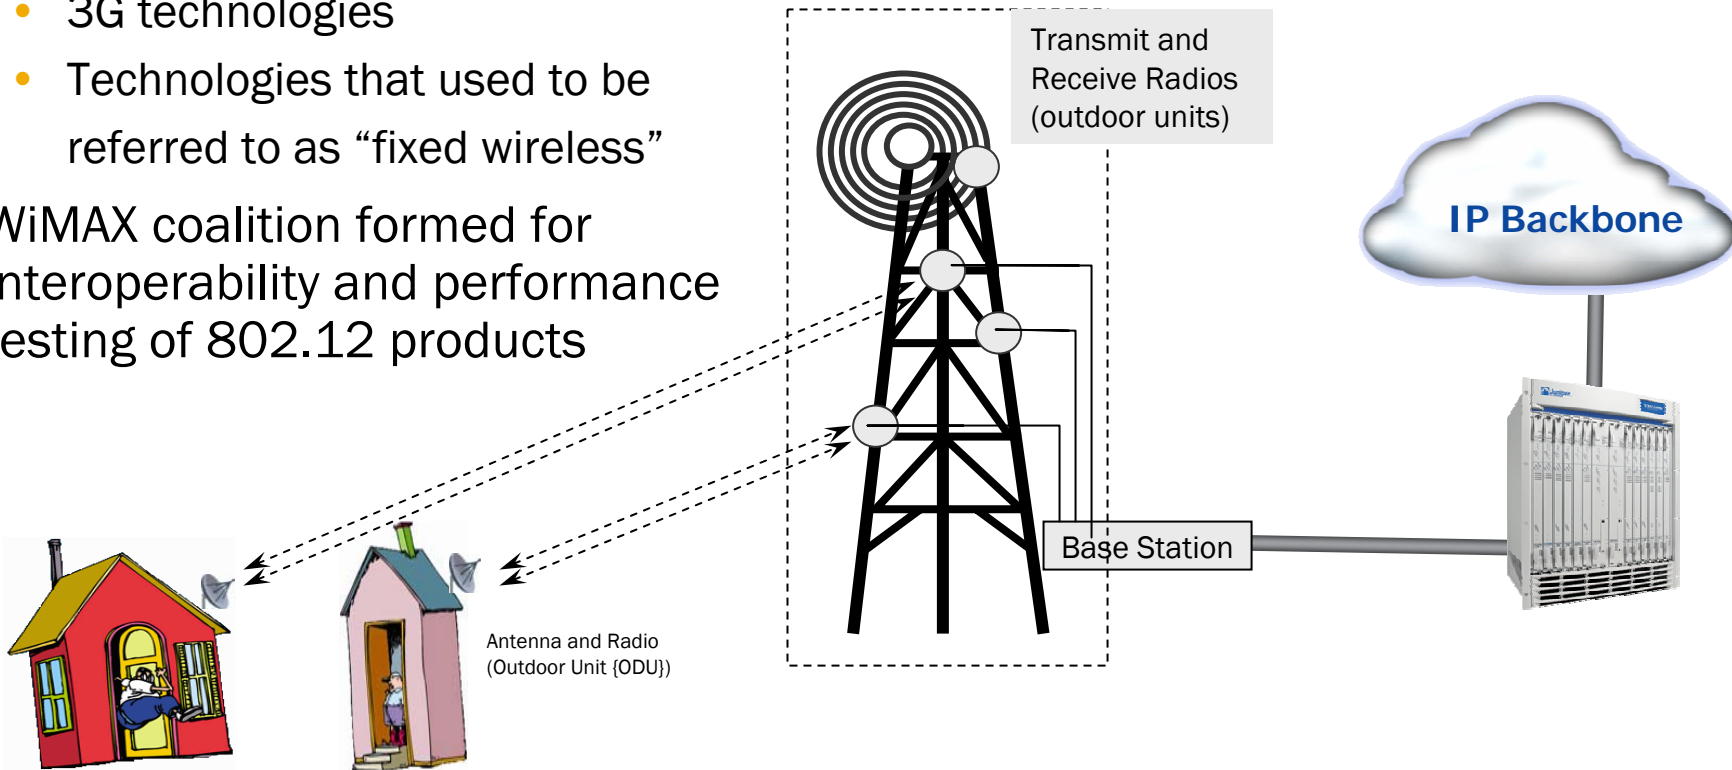 • 3G technologies
• Technologies that used to be
referred to as “fixed wireless”
WiMAX coalition formed for
nteroperability and performance
esting of 802.12 products
Transmit and
Receive Radios
(outdoor units)
IP Backbone
Juniper
Base Station
Antenna and Radio
(Outdoor Unit {ODU})